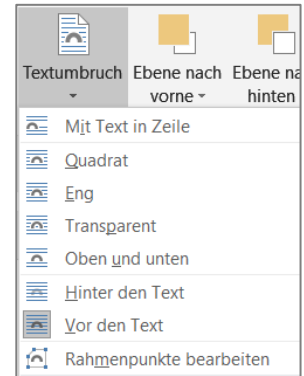 Textumbruch Ebene nach Ebene na
vorne hinten
Mit Text in Zeile
Quadrat
Eng
Transparent
Oben und unten
Hinter den Text
Vor den Text
Rahmenpunkte bearbeiten